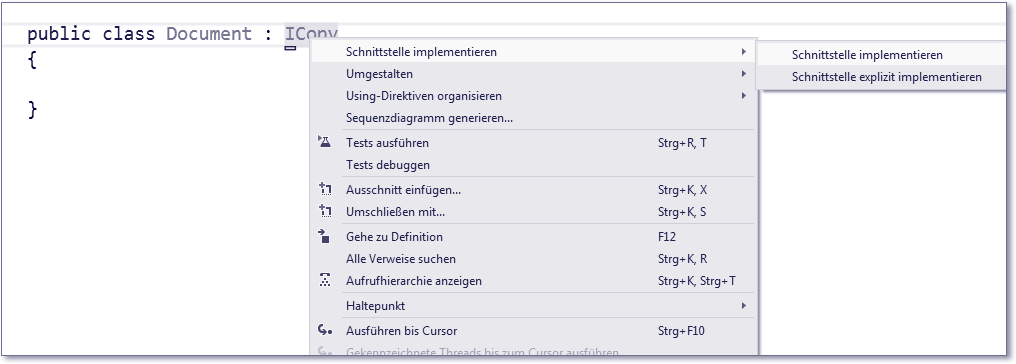 public class Document : ICopy
{
}
Schnittstelle implementieren
Umgestalten
Using-Direktiven organisieren
Sequenzdiagramm generieren...
Tests ausführen Strg+R, T
Tests debuggen
Ausschnitt einfügen... Strg+K, X
Umschließen mit... Strg+K, S
Gehe zu Definition F12
Alle Verweise suchen Strg+K, R
Aufrufhierarchie anzeigen Strg+K, Strg+T
Haltepunkt
Ausführen bis Cursor Strg+F10
Gekennzeichnete Threads bis zum Cursor ausführen
Schnittstelle implementieren
Schnittstelle explizit implementieren